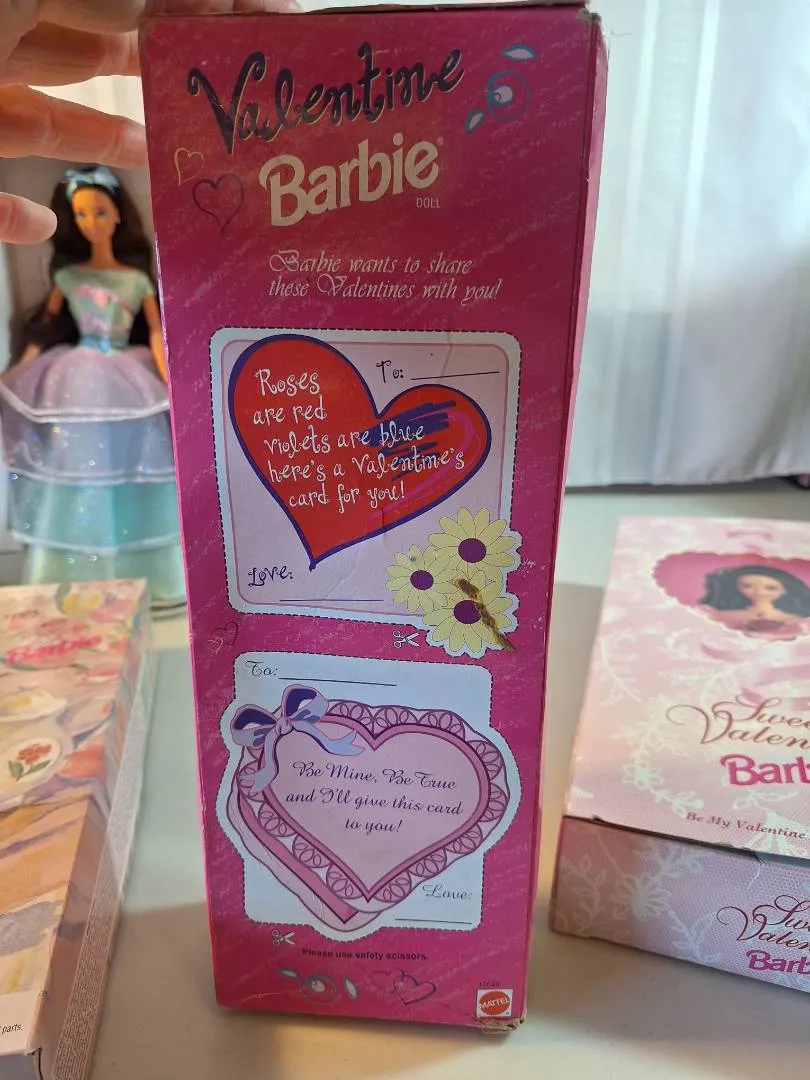 Valentine
Barbie®
DOLL
Barbie wants to share
these Valentines with you!
To:
Roses
are red
violets are blue
here's a Valentine's
card for you!
Love:
To:
Be Mine, Be True
and I'll give this card
to you!
Love:
Please use safety scissors.
MATTEL
Barbie
parts.
Valen
Barb
Be My Valentine
Valen
Barb